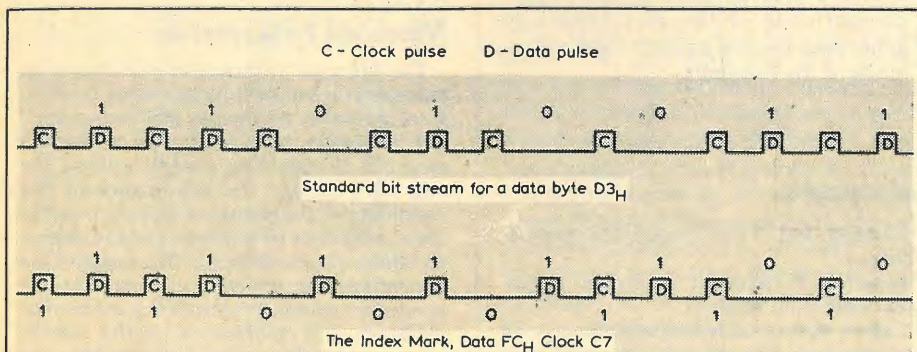 C - Clock pulse D - Data pulse
1 1 0 1 0 0 1 1
C D C D C C D C C C D C D
Standard bit stream for a data byte D3H
1 1 1 1 1 1 0 0
C D C D D D D C D C C
1 1 0 0 0 1 1 1
The Index Mark, Data FCH Clock C7